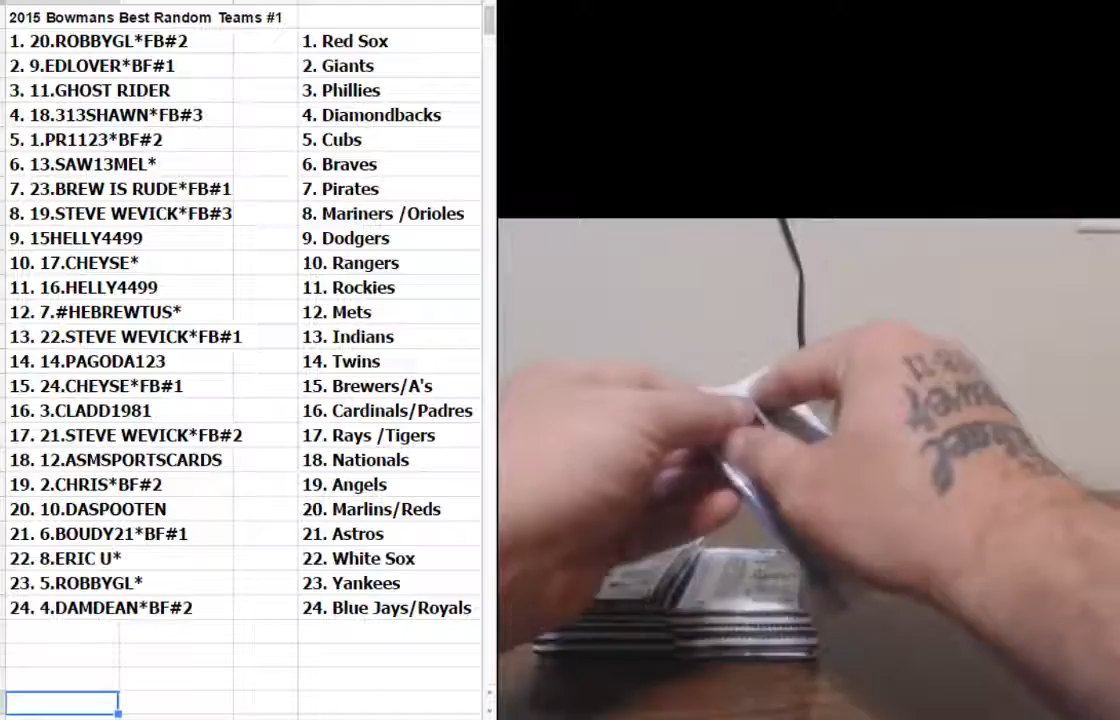 2015 Bowmans Best Random Teams #1
1. 20.ROBBYGL*FB#2 1. Red Sox
2. 9.EDLOVER*BF#1 2. Giants
3. 11.GHOST RIDER 3. Phillies
4. 18.313SHAWN*FB#3 4. Diamondbacks
5. 1.PR1123*BF#2 5. Cubs
6. 13.SAW13MEL* 6. Braves
7. 23.BREW IS RUDE*FB#1 7. Pirates
8. 19.STEVE WEVICK*FB#3 8. Mariners /Orioles
9. 15HELLY4499 9. Dodgers
10. 17.CHEYSE* 10. Rangers
11. 16.HELLY4499 11. Rockies
12. 7.#HEBREWTUS* 12. Mets
13. 22.STEVE WEVICK*FB#1 13. Indians
14. 14.PAGODA123 14. Twins
15. 24.CHEYSE*FB#1 15. Brewers/A's
16. 3.CLADD1981 16. Cardinals/Padres
17. 21.STEVE WEVICK*FB#2 17. Rays /Tigers
18. 12.ASMSPORTSCARDS 18. Nationals
19. 2.CHRIS*BF#2 19. Angels
20. 10.DASPOOTEN 20. Marlins/Reds
21. 6.BOUDY21*BF#1 21. Astros
22. 8.ERIC U* 22. White Sox
23. 5.ROBBYGL* 23. Yankees
24. 4.DAMDEAN*BF#2 24. Blue Jays/Royals